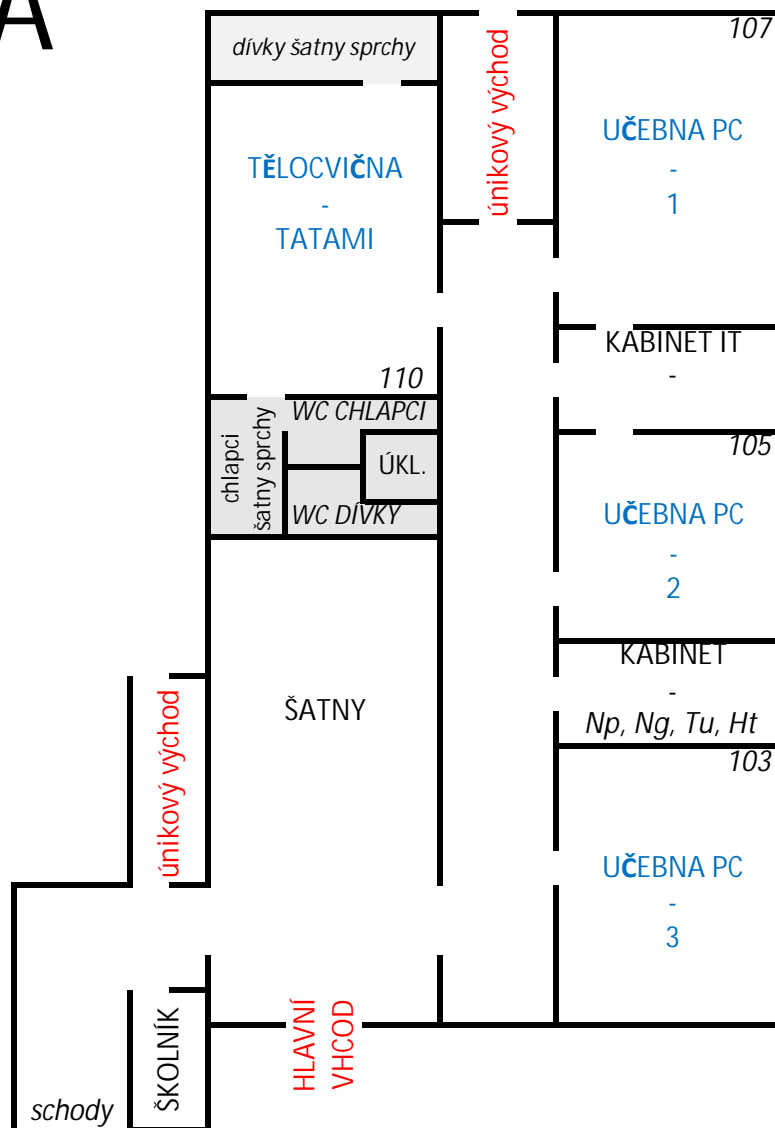 A
107
dívky šatny sprchy
únikový východ
UČEBNA PC
-
1
TĚLOCVIČNA
-
TATAMI
KABINET IT
-
110
WC CHLAPCI
chlapci
šatny sprchy
ÚKL.
WC DÍVKY
105
UČEBNA PC
-
2
KABINET
-
Np, Ng, Tu, Ht
ŠATNY
únikový východ
103
UČEBNA PC
-
3
HLAVNÍ
VHCOD
ŠKOLNÍK
schody